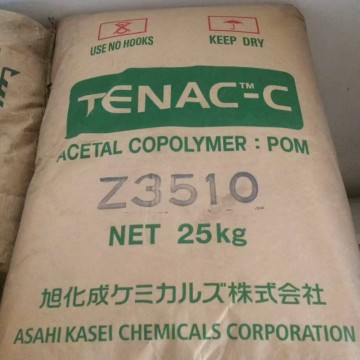 USE NO HOOKS
KEEP DRY
TENAC™-C
ACETAL COPOLYMER : POM
Z3510
NET 25kg
旭化成ケミカルズ株式会社
ASAHI KASEI CHEMICALS CORPORATION